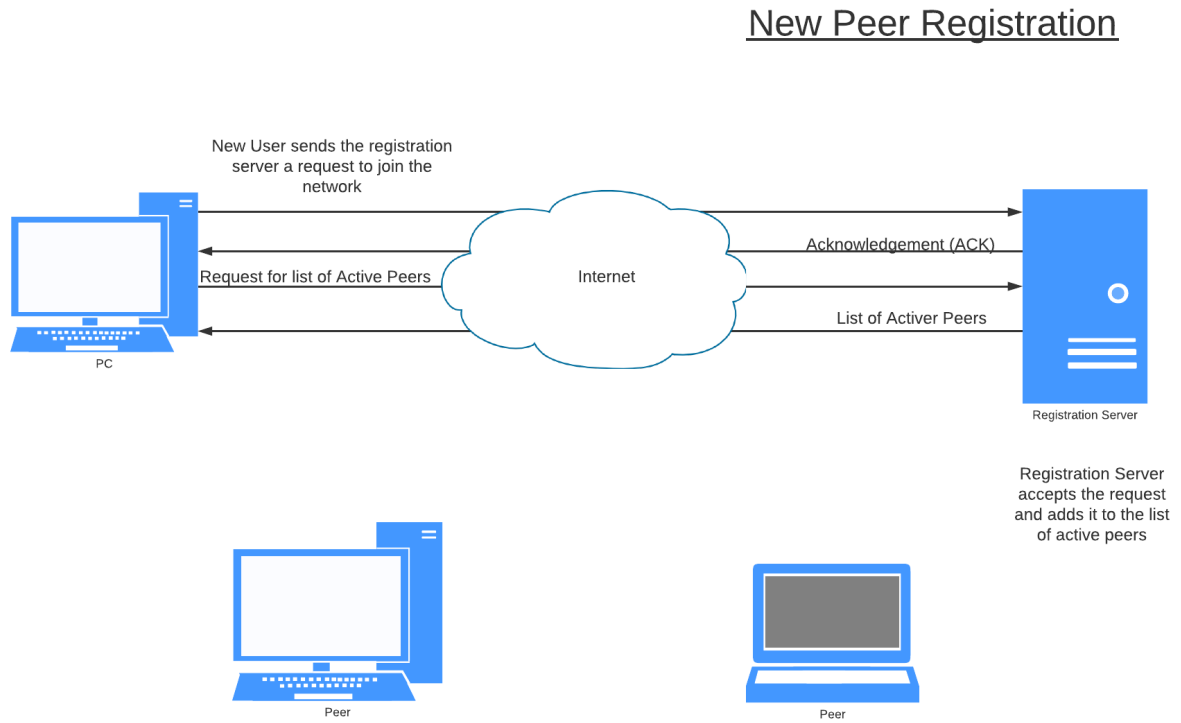 New Peer Registration
New User sends the registration
server a request to join the
network
Acknowledgement (ACK)
Request for list of Active Peers
Internet
List of Activer Peers
PC
Registration Server
Registration Server
accepts the request
and adds it to the list
of active peers
Peer
Peer